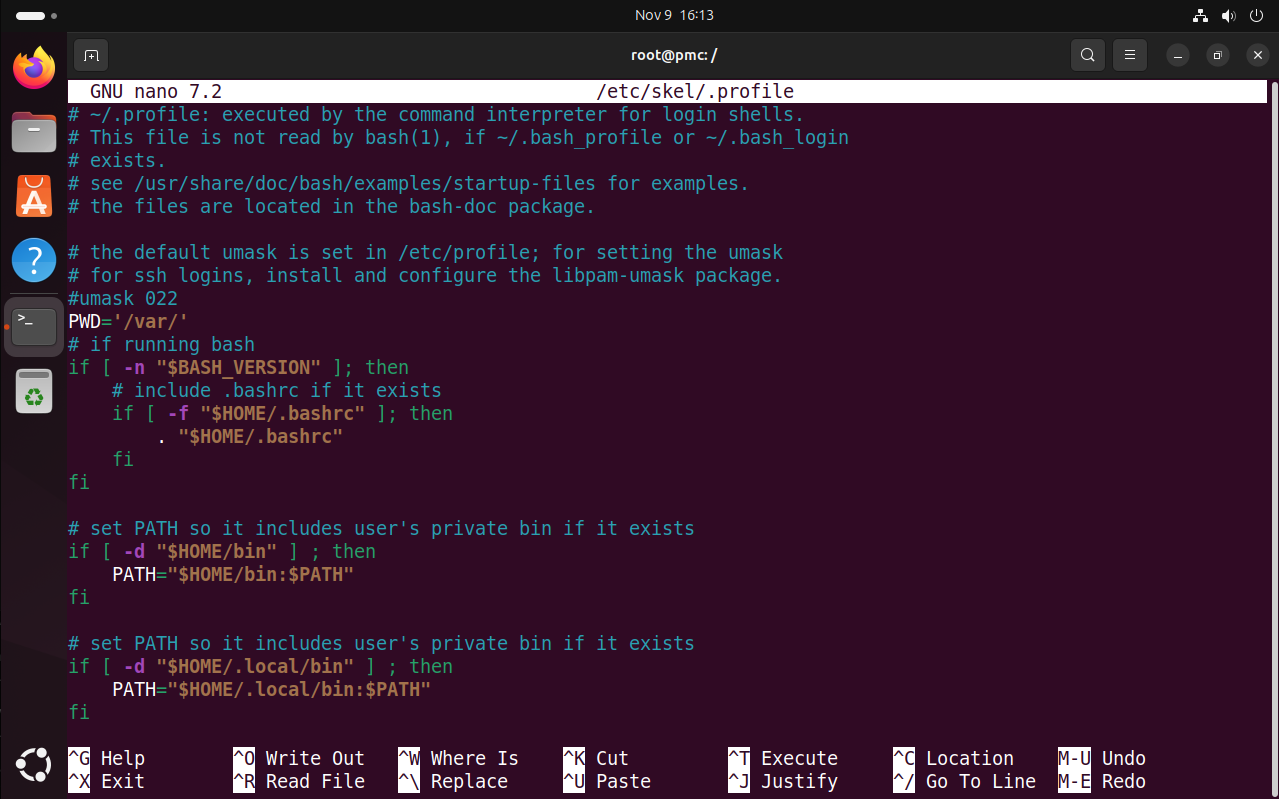 Nov 9 16:13
root@pmc: /
GNU nano 7.2 /etc/skel/.profile
# ~/.profile: executed by the command interpreter for login shells.
# This file is not read by bash(1), if ~/.bash_profile or ~/.bash_login
# exists.
# see /usr/share/doc/bash/examples/startup-files for examples.
# the files are located in the bash-doc package.

# the default umask is set in /etc/profile; for setting the umask
# for ssh logins, install and configure the libpam-umask package.
#umask 022
PWD='/var/'
# if running bash
if [ -n "$BASH_VERSION" ]; then
    # include .bashrc if it exists
    if [ -f "$HOME/.bashrc" ]; then
        . "$HOME/.bashrc"
    fi
fi

# set PATH so it includes user's private bin if it exists
if [ -d "$HOME/bin" ] ; then
    PATH="$HOME/bin:$PATH"
fi

# set PATH so it includes user's private bin if it exists
if [ -d "$HOME/.local/bin" ] ; then
    PATH="$HOME/.local/bin:$PATH"
fi

^G Help ^O Write Out ^W Where Is ^K Cut ^T Execute ^C Location M-U Undo
^X Exit ^R Read File ^\ Replace ^U Paste ^J Justify ^/ Go To Line M-E Redo